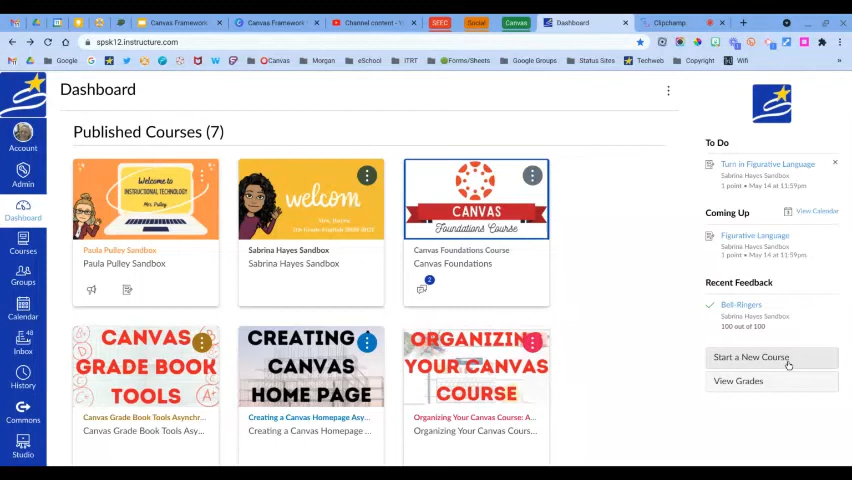 Canvas Framework
Canvas Framework
Channel content - Y
SEEC
Social
Canvas
Dashboard
Clipchamp
spsk12.instructure.com
Google
Canvas
Morgan
eSchool
ITRT
Forms/Sheets
Google Groups
Status Sites
Techweb
Copyright
Wifi
Account
Admin
Dashboard
Courses
Groups
Calendar
48
Inbox
History
Commons
Studio
Dashboard
Published Courses (7)
Welcome to
INSTRUCTIONAL TECHNOLOGY
Mrs. Pulley
Paula Pulley Sandbox
Paula Pulley Sandbox
welcom
Mrs. Hayes
Sabrina Hayes Sandbox
Sabrina Hayes Sandbox
CANVAS
Foundations Course
Canvas Foundations Course
Canvas Foundations
2
CANVAS
GRADE BOOK
TOOLS
A+
Canvas Grade Book Tools Asynchr...
Canvas Grade Book Tools Asy...
CREATING A
CANVAS
HOME PAGE
Creating a Canvas Homepage Asy...
Creating a Canvas Homepage ...
ORGANIZING
YOUR CANVAS
COURSE
Organizing Your Canvas Course: A...
Organizing Your Canvas Cours...
To Do
Turn in Figurative Language
Sabrina Hayes Sandbox
1 point • May 14 at 11:59pm
Coming Up
View Calendar
Figurative Language
Sabrina Hayes Sandbox
1 point • May 14 at 11:59pm
Recent Feedback
Bell-Ringers
Sabrina Hayes Sandbox
100 out of 100
Start a New Course
View Grades